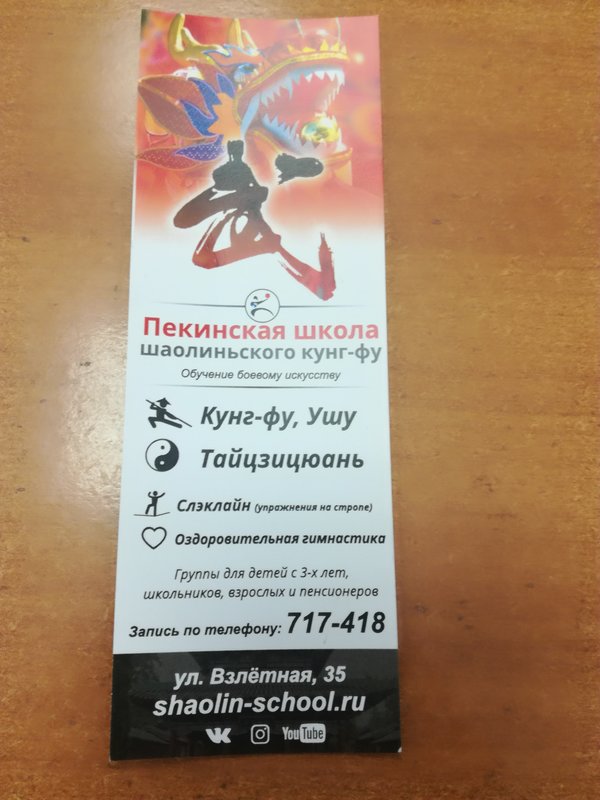 武
Пекинская школа
шаолиньского кунг-фу
Обучение боевому искусству
Кунг-фу, Ушу
Тайцзицюань
Слэклайн (упражнения на стропе)
Оздоровительная гимнастика
Группы для детей с 3-х лет,
школьников, взрослых и пенсионеров
Запись по телефону: 717-418
ул. Взлётная, 35
shaolin-school.ru
YouTube